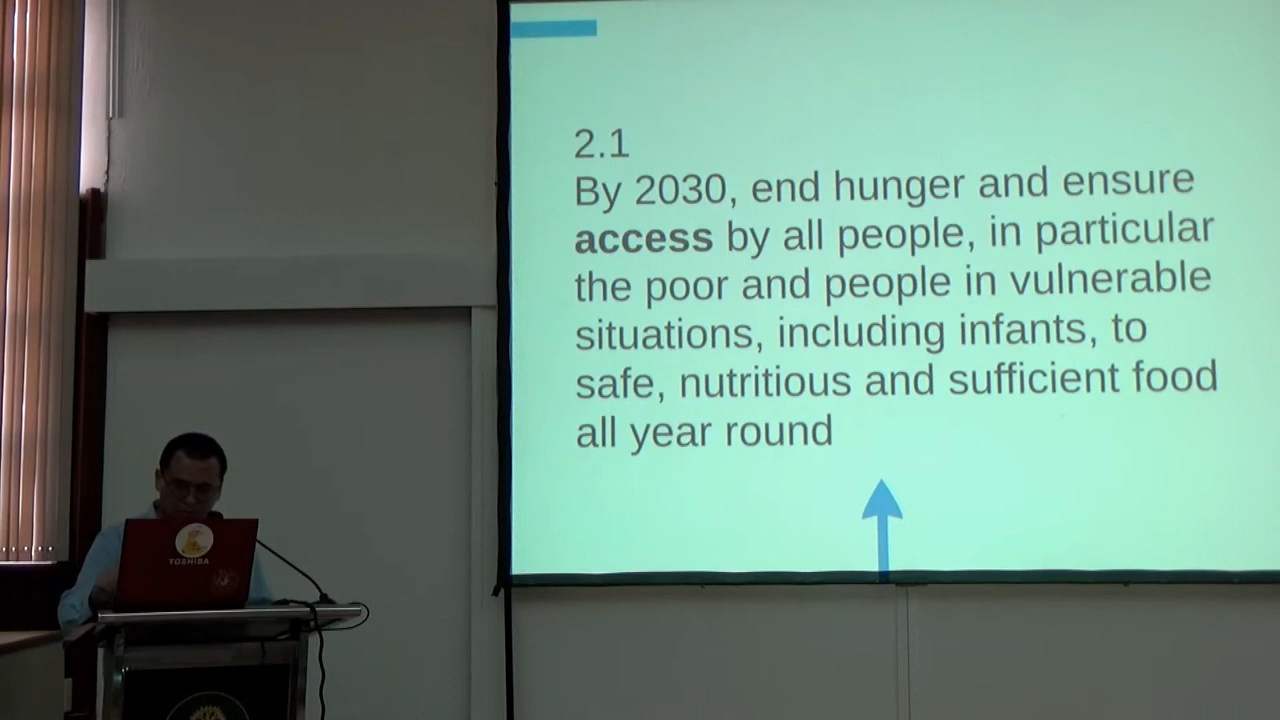 2.1
By 2030, end hunger and ensure
access by all people, in particular
the poor and people in vulnerable
situations, including infants, to
safe, nutritious and sufficient food
all year round
TOSHIBA